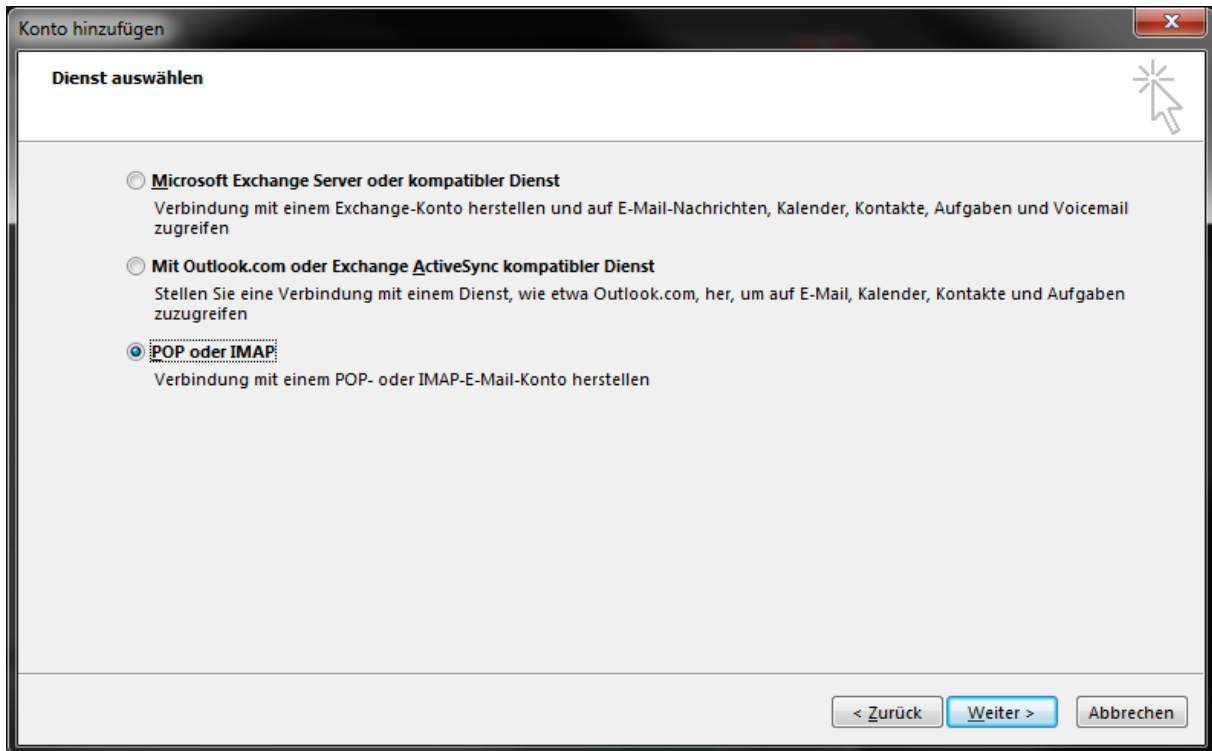 Konto hinzufügen
Dienst auswählen
Microsoft Exchange Server oder kompatibler Dienst
Verbindung mit einem Exchange-Konto herstellen und auf E-Mail-Nachrichten, Kalender, Kontakte, Aufgaben und Voicemail
zugreifen
Mit Outlook.com oder Exchange ActiveSync kompatibler Dienst
Stellen Sie eine Verbindung mit einem Dienst, wie etwa Outlook.com, her, um auf E-Mail, Kalender, Kontakte und Aufgaben
zuzugreifen
POP oder IMAP
Verbindung mit einem POP- oder IMAP-E-Mail-Konto herstellen
< Zurück Weiter > Abbrechen